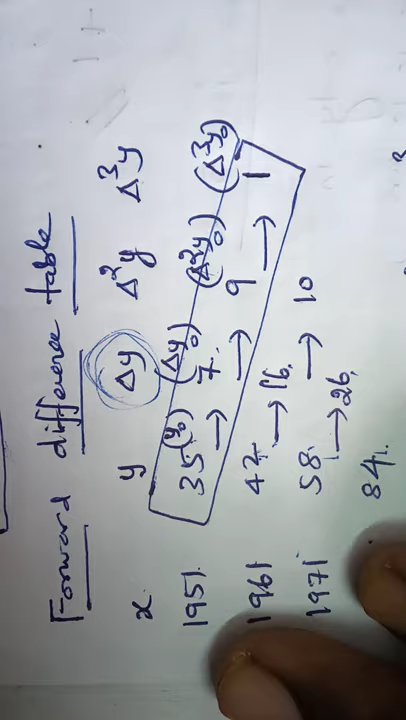 Forward difference table
x y Δy Δ²y Δ³y
1951. 35(y₀) → 7 (Δy₀) (Δ²y₀) (Δ³y₀)
1961 42 → 16. → 9 → 1
1971 58. → 26. → 10
84.